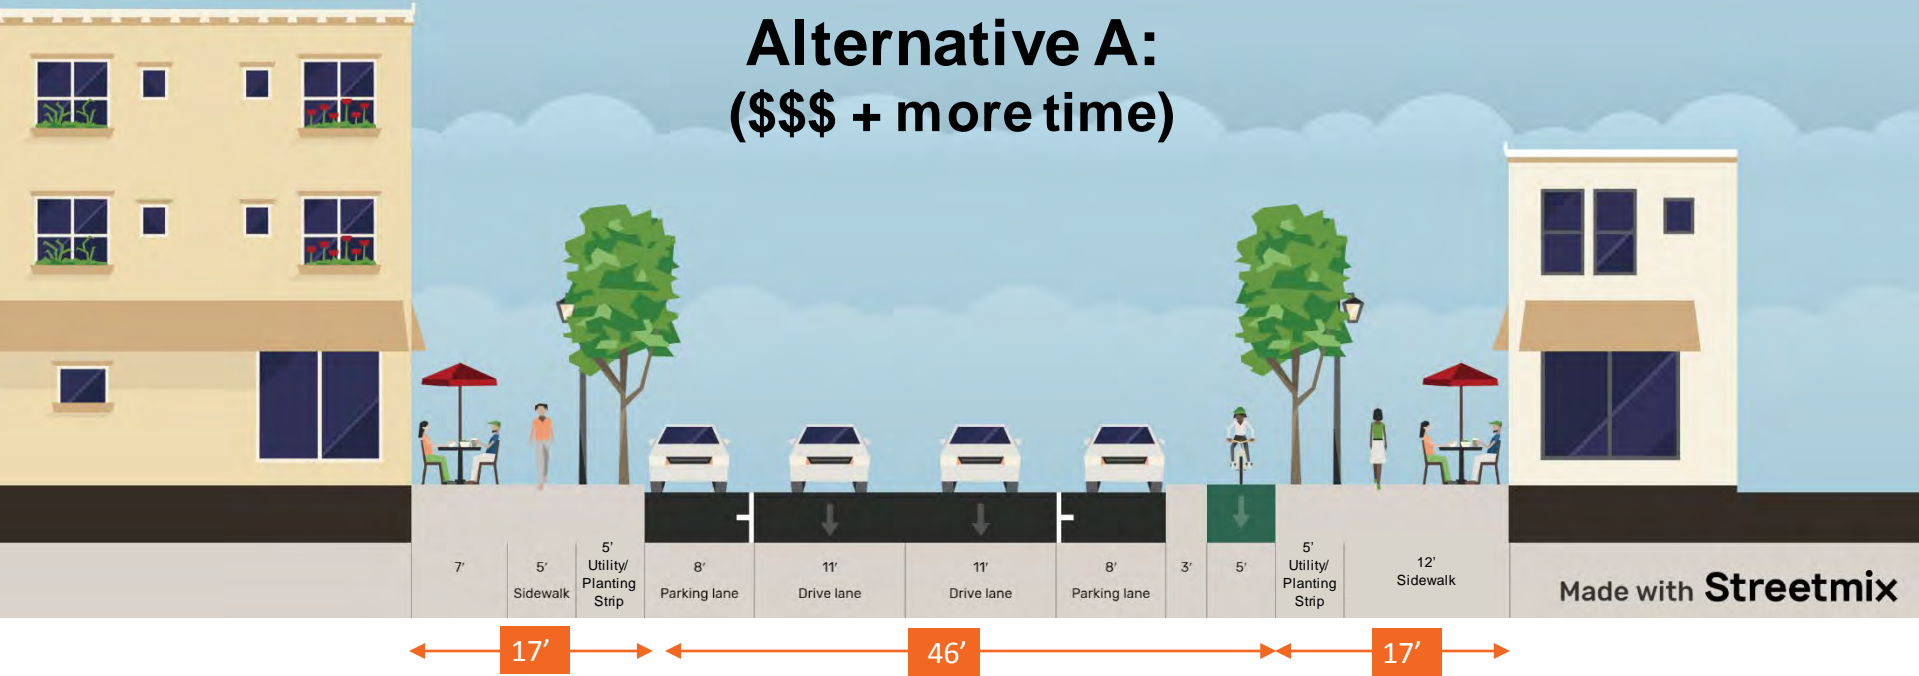 Alternative A:
($$$ + more time)
7’
5’
Sidewalk
5’
Utility/
Planting
Strip
8’
Parking lane
11’
Drive lane
11’
Drive lane
8’
Parking lane
3’
5’
5’
Utility/
Planting
Strip
12’
Sidewalk
Made with Streetmix
17’
46’
17’